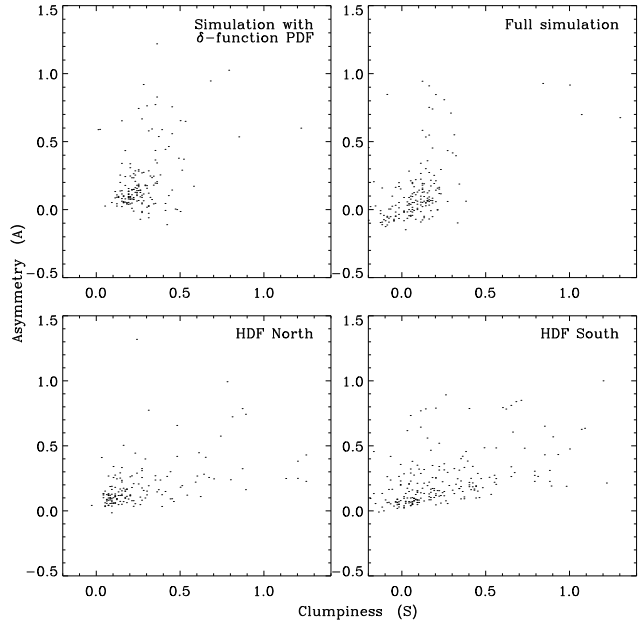 Simulation with
δ-function PDF
Full simulation
1.5
1.0
0.5
0.0
-0.5
1.5
1.0
0.5
0.0
-0.5
0.0 0.5 1.0
0.0 0.5 1.0
HDF North
HDF South
1.5
1.0
0.5
0.0
-0.5
1.5
1.0
0.5
0.0
-0.5
0.0 0.5 1.0
0.0 0.5 1.0
Asymmetry (A)
Clumpiness (S)